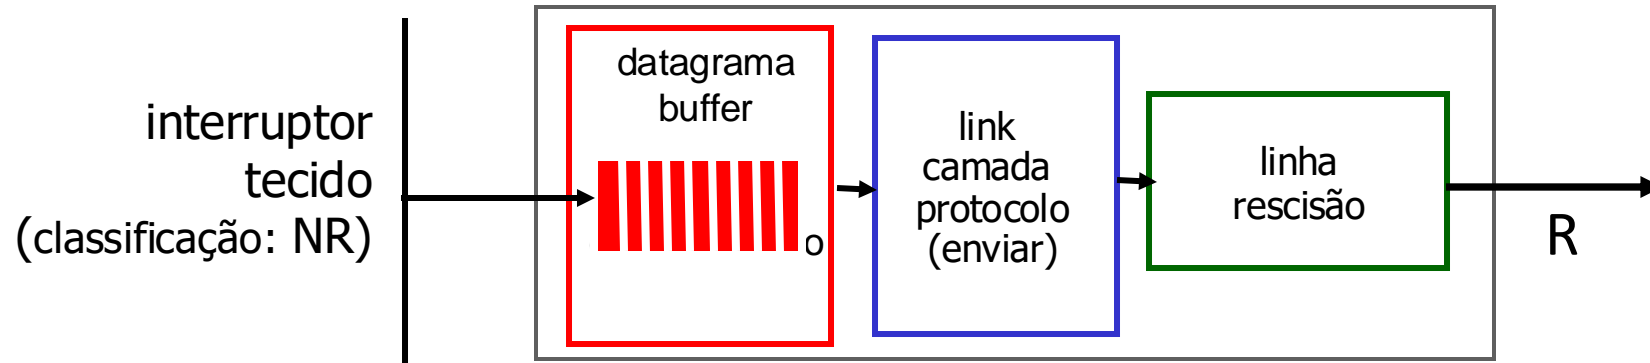 interruptor
tecido
(classificação: NR)
datagrama
buffer
o
link
camada
protocolo
(enviar)
linha
rescisão
R